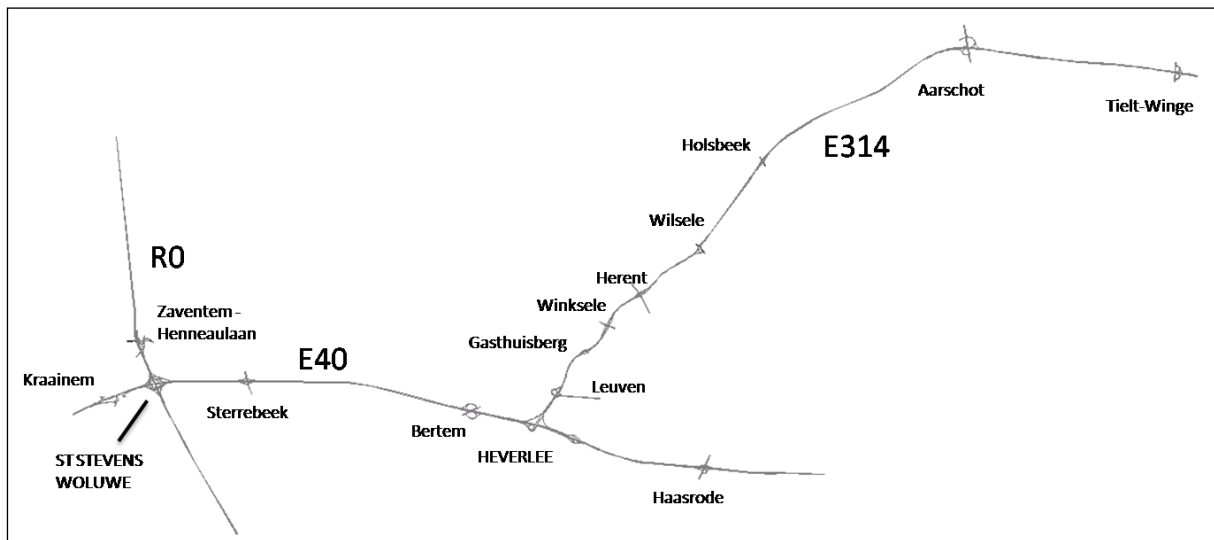 Aarschot
Tielt-Winge
Holsbeek
E314
Wilsele
R0
Herent
Zaventem -
Henneaulaan
Winksele
Gasthuisberg
E40
Kraainem
Leuven
Sterrebeek
Bertem
ST STEVENS
WOLUWE
HEVERLEE
Haasrode